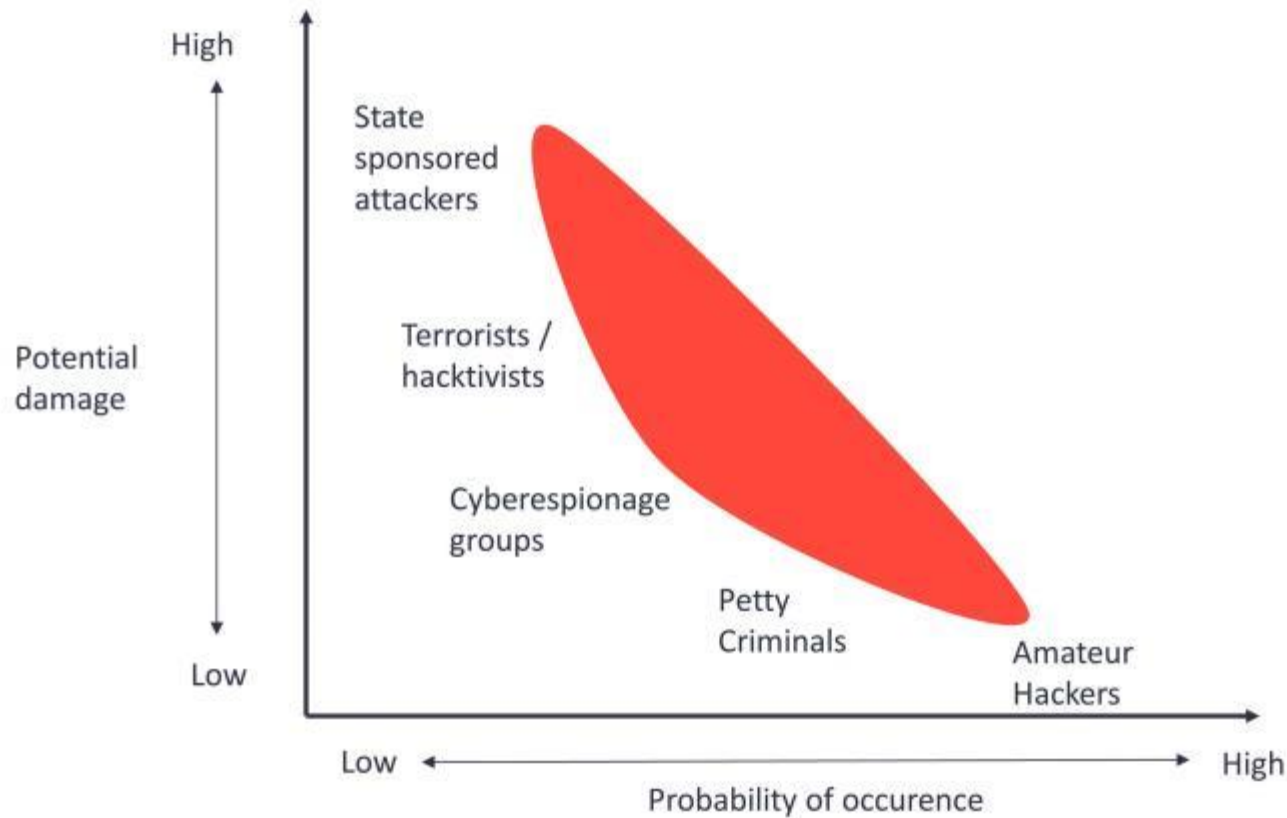 High
State
sponsored
attackers
Terrorists /
hacktivists
Potential
damage
Cyberespionage
groups
Petty
Criminals
Amateur
Hackers
Low
Low
High
Probability of occurence